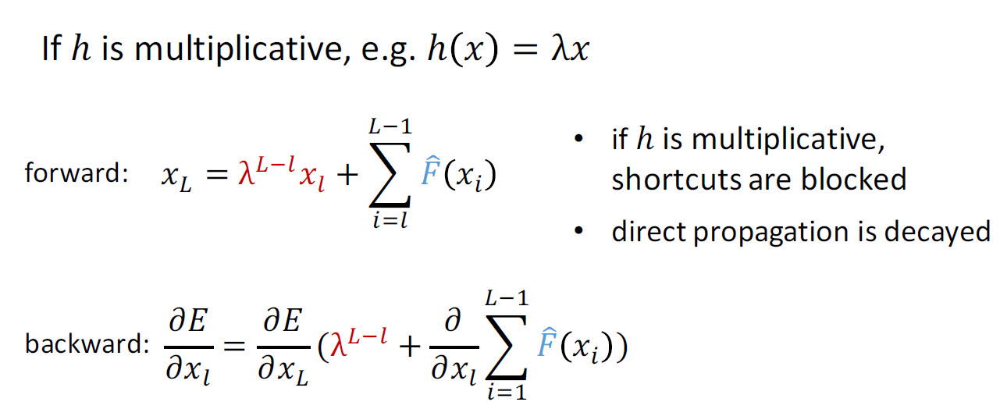 If ℎ is multiplicative, e.g. ℎ(𝑥) = λ𝑥
forward: $x_L = \lambda^{L-l} x_l + \sum_{i=l}^{L-1} \hat{F}(x_i)$
• if ℎ is multiplicative,
shortcuts are blocked
• direct propagation is decayed
backward: $\frac{\partial E}{\partial x_l} = \frac{\partial E}{\partial x_L} (\lambda^{L-l} + \frac{\partial}{\partial x_l} \sum_{i=1}^{L-1} \hat{F}(x_i))$